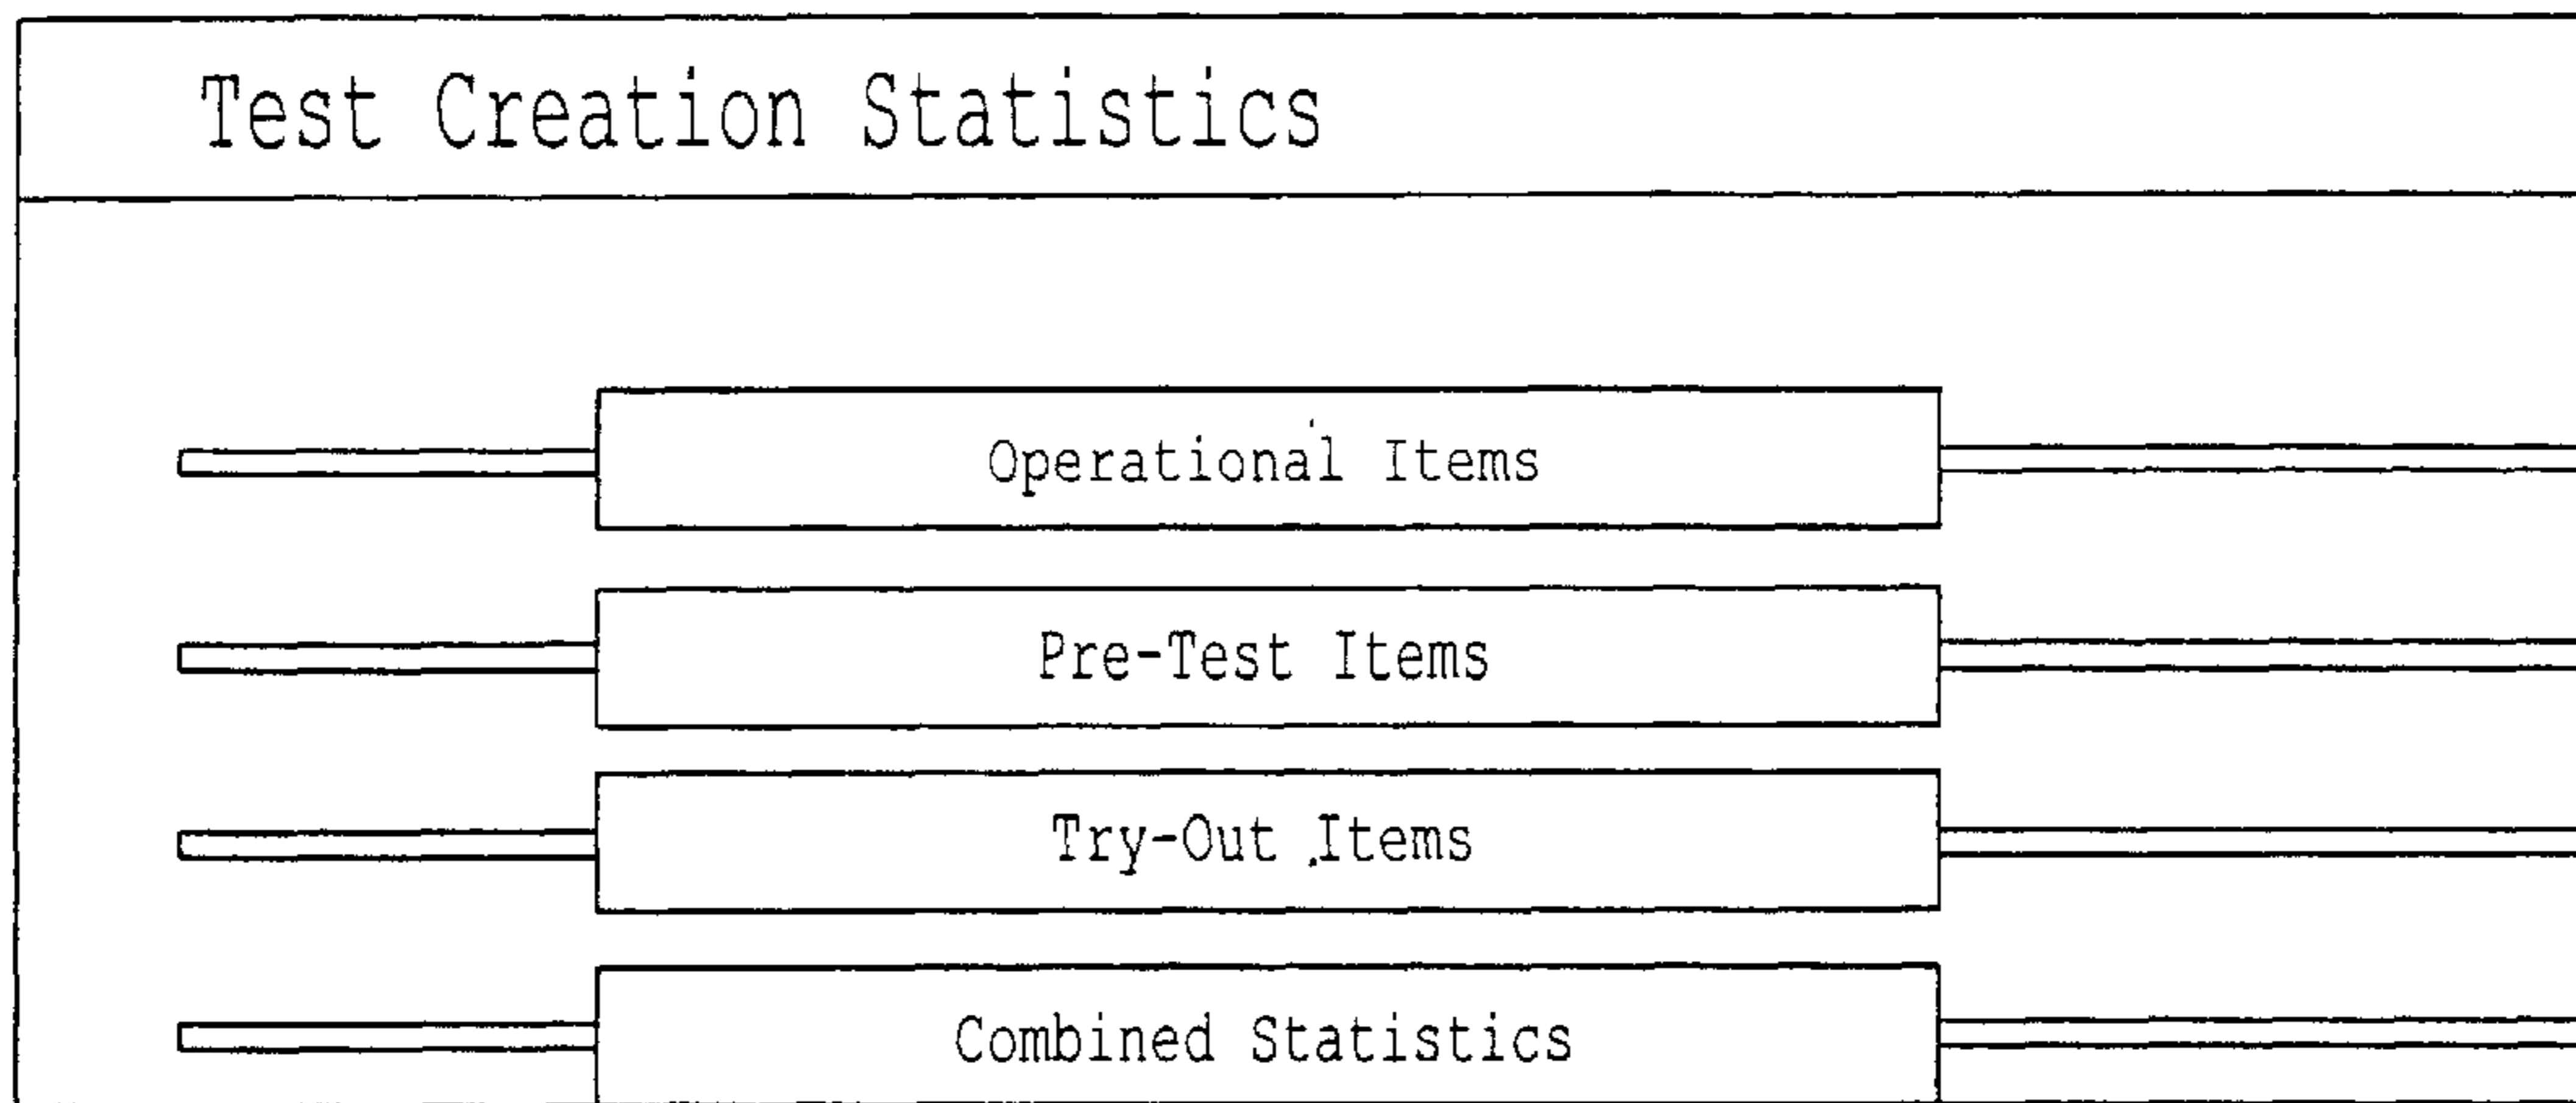 Test Creation Statistics
Operational Items
Pre-Test Items
Try-Out Items
Combined Statistics